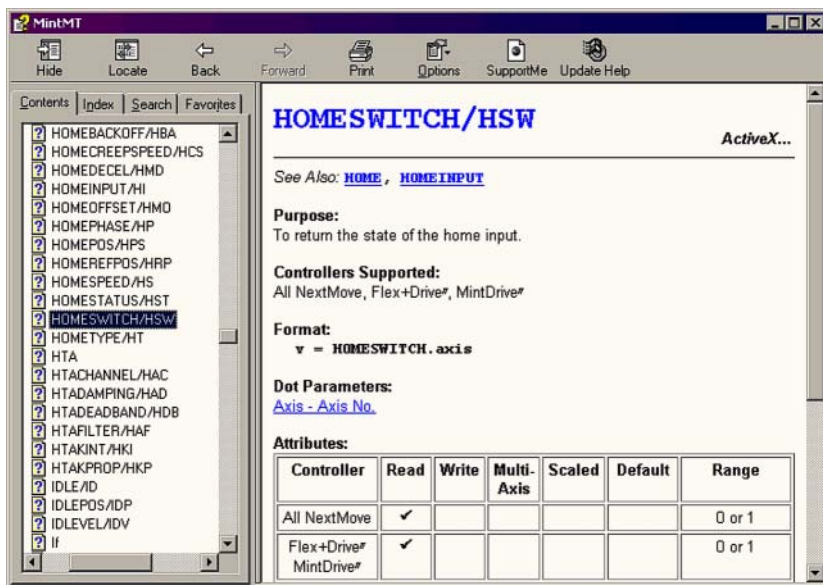 MintMT
Hide Locate Back Forward Print Options SupportMe Update Help
Contents Index Search Favorites
HOMEBACKOFF/HBA
HOMECREEPSPEED/HCS
HOMEDECEL/HMD
HOMEINPUT/HI
HOMEOFFSET/HMO
HOMEPHASE/HP
HOMEPOS/HPS
HOMEREFPOS/HRP
HOMESPEED/HS
HOMESTATUS/HST
HOMESWITCH/HSW
HOMETYPE/HT
HTA
HTACHANNEL/HAC
HTADAMPING/HAD
HTADEADBAND/HDB
HTAFILTER/HAF
HTAKINT/HKI
HTAKPROP/HKP
IDLE/ID
IDLEPOS/IDP
IDLEVEL/IDV
If
HOMESWITCH/HSW
ActiveX...
See Also: HOME, HOMEINPUT
Purpose:
To return the state of the home input.
Controllers Supported:
All NextMove, Flex+Drive, MintDrive
Format:
v = HOMESWITCH.axis
Dot Parameters:
Axis - Axis No.
Attributes:
Controller Read Write Multi-Axis Scaled Default Range
All NextMove ✓ 0 or 1
Flex+Drive ✓ 0 or 1
MintDrive